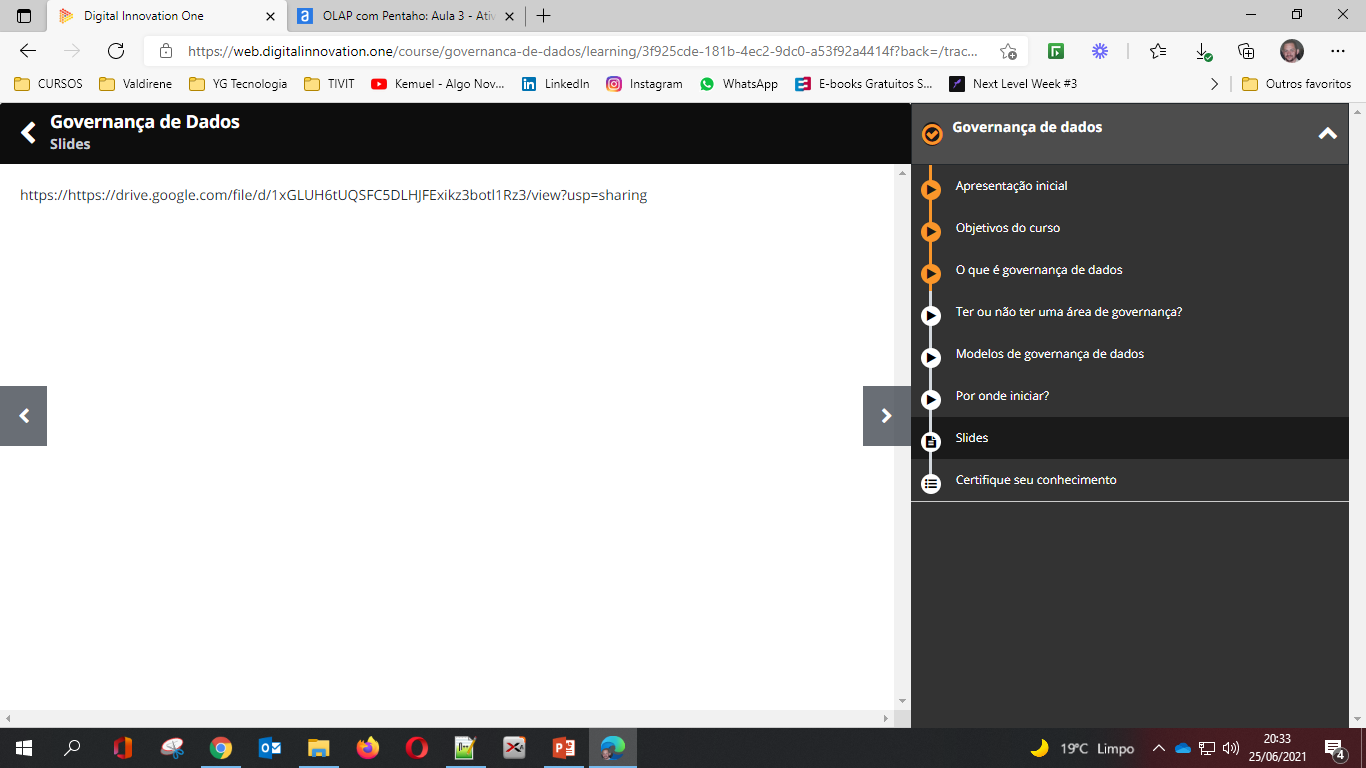 Digital Innovation One
OLAP com Pentaho: Aula 3 - Ativ
https://web.digitalinnovation.one/course/governanca-de-dados/learning/3f925cde-181b-4ec2-9dc0-a53f92a4414f?back=/trac...
CURSOS
Valdirene
YG Tecnologia
TIVIT
Kemuel - Algo Nov...
LinkedIn
Instagram
WhatsApp
E-books Gratuitos S...
Next Level Week #3
Outros favoritos
Governança de Dados
Slides
https://https://drive.google.com/file/d/1xGLUH6tUQSFC5DLHJFExikz3botl1Rz3/view?usp=sharing
Governança de dados
Apresentação inicial
Objetivos do curso
O que é governança de dados
Ter ou não ter uma área de governança?
Modelos de governança de dados
Por onde iniciar?
Slides
Certifique seu conhecimento
19°C Limpo
20:33
25/06/2021
4